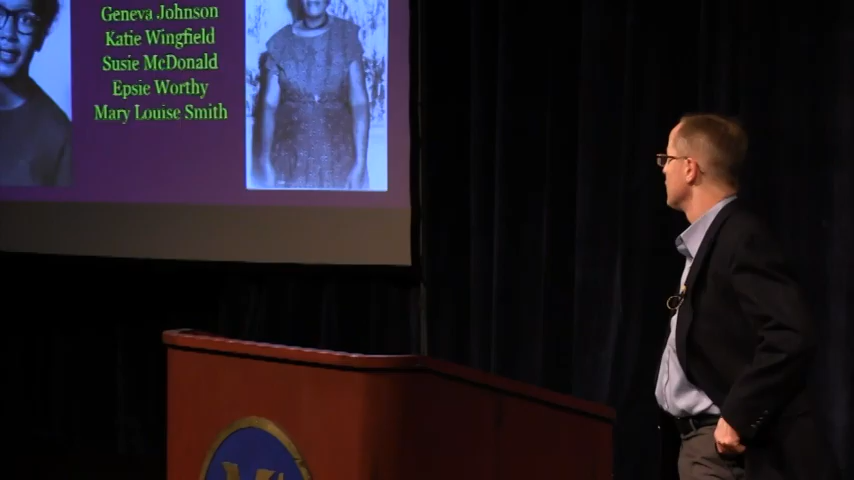 Geneva Johnson
Katie Wingfield
Susie McDonald
Epsie Worthy
Mary Louise Smith